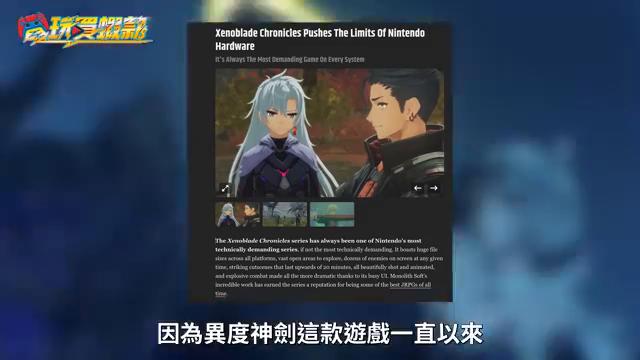 玩買蝦款
Xenoblade Chronicles Pushes The Limits Of Nintendo
Hardware
It's Always The Most Demanding Game On Every System
The Xenoblade Chronicles series has always been one of Nintendo's most
technically demanding series, if not the most technically demanding. It boasts huge file
sizes across all platforms, vast open areas to explore, dozens of enemies on screen at any given
time, striking cutscenes that last upwards of 20 minutes, all beautifully shot and animated,
and explosive combat made all the more dramatic thanks to its busy UI. Monolith Soft's
incredible work has earned the series a reputation for being some of the best JRPGs of all
time.
因為異度神劍這款遊戲一直以來